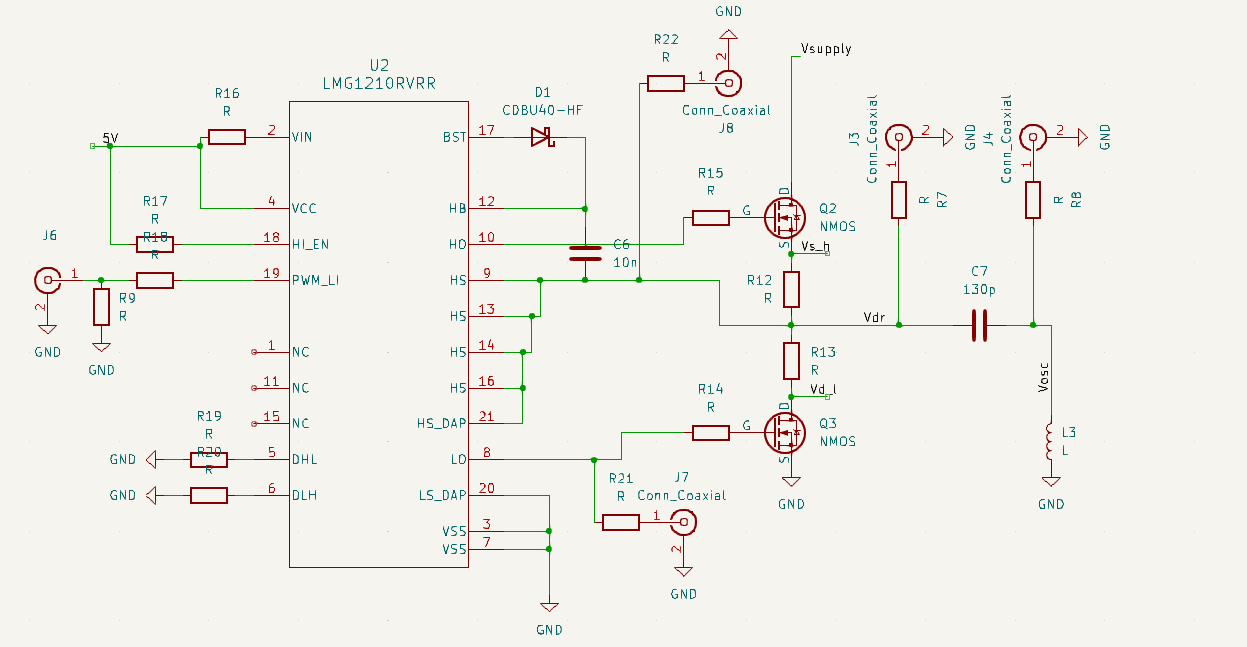 GND
R22
R
2
1
Conn_Coaxial
J8
Vsupply
U2
LMG1210RVRR
D1
CDBU40-HF
R16
R
5V
2
VIN
BST
17
4
VCC
HB
12
R15
R
G
D
S
Q2
NMOS
Vs_h
J3
Conn_Coaxial
2
GND
1
R
R7
J4
Conn_Coaxial
2
GND
1
R
R8
R17
R
R18
R
18
HI_EN
HO
10
C6
10n
J6
1
2
GND
R9
R
GND
19
PWM_LI
HS
9
HS
13
R12
R
Vdr
C7
130p
1
NC
HS
14
R13
R
11
NC
HS
16
Vd_l
Vosc
15
NC
HS_DAP
21
R14
R
G
D
S
Q3
NMOS
GND
L3
L
GND
R19
R
R20
R
GND
5
DHL
LO
8
GND
6
DLH
LS_DAP
20
R21
R
J7
Conn_Coaxial
1
2
GND
VSS
3
VSS
7
GND